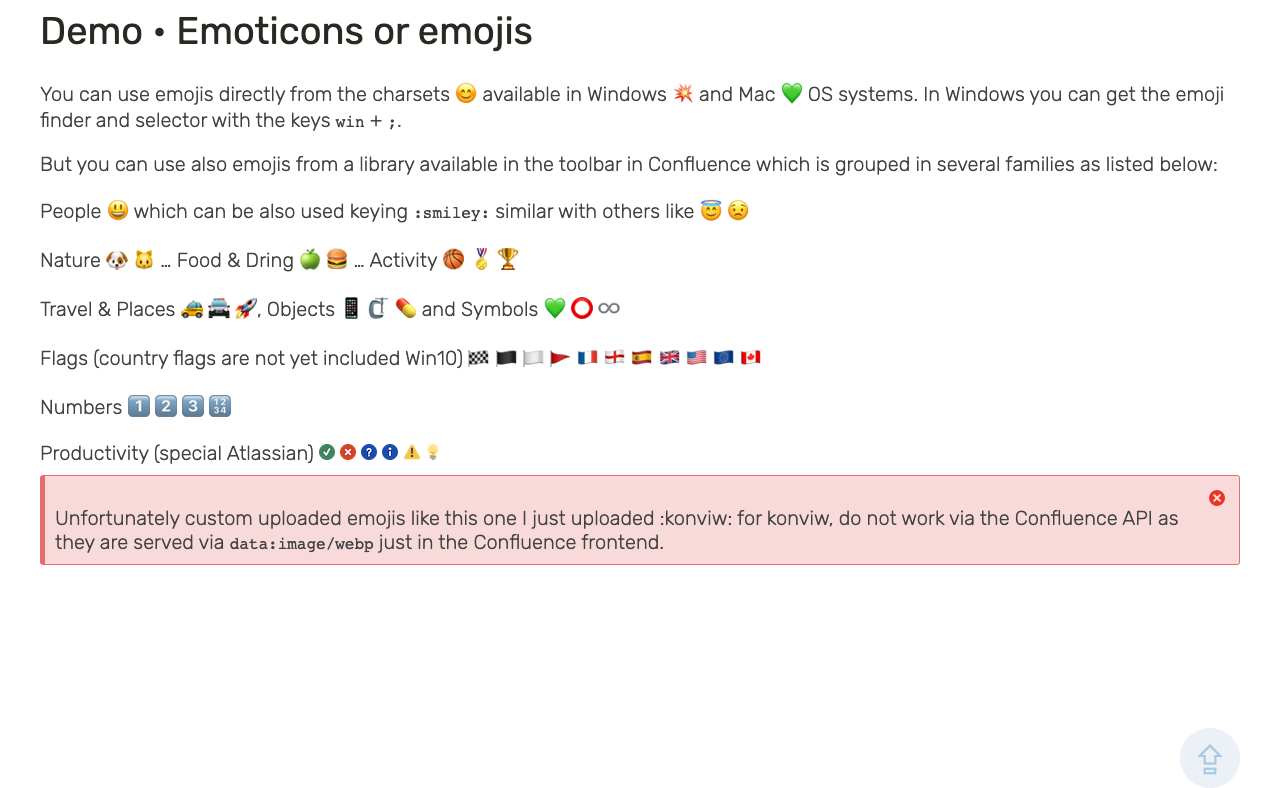 Demo • Emoticons or emojis
You can use emojis directly from the charsets 😊 available in Windows 💥 and Mac 💚 OS systems. In Windows you can get the emoji
finder and selector with the keys win + ;.
But you can use also emojis from a library available in the toolbar in Confluence which is grouped in several families as listed below:
People 😃 which can be also used keying :smiley: similar with others like 😇 😟
Nature 🐶 🐱 … Food & Dring 🍏 🍔 … Activity 🏀 🏅 🏆
Travel & Places 🚕 🚘 🚀, Objects 📱 🗜 💊 and Symbols 💚 ⭕ ♾
Flags (country flags are not yet included Win10) 🏁 🏴 🏳 🚩 🇫🇷 🏴󠁧󠁢󠁥󠁮󠁧󠁿 🇪🇸 🇬🇧 🇺🇸 🇪🇺 🇨🇦
Numbers 1️⃣ 2️⃣ 3️⃣ 🔢
Productivity (special Atlassian)
Unfortunately custom uploaded emojis like this one I just uploaded :konviw: for konviw, do not work via the Confluence API as
they are served via data:image/webp just in the Confluence frontend.